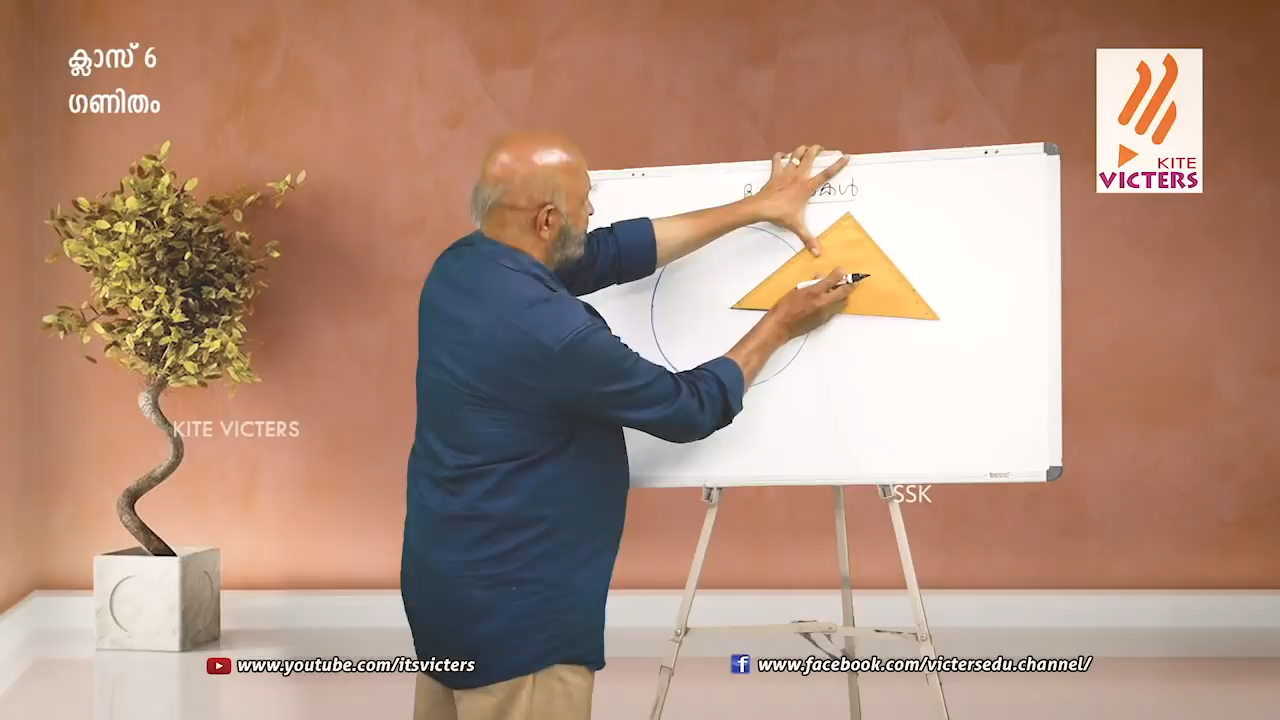 ക്ലാസ് 6
ഗണിതം
KITE
VICTERS
KITE VICTERS
SSK
www.youtube.com/itsvicters
www.facebook.com/victersedu.channel/